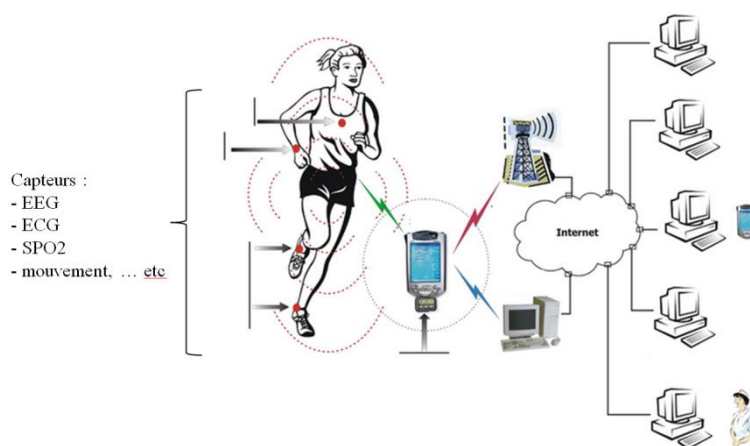 Capteurs :
- EEG
- ECG
- SPO2
- mouvement, … etc
Internet